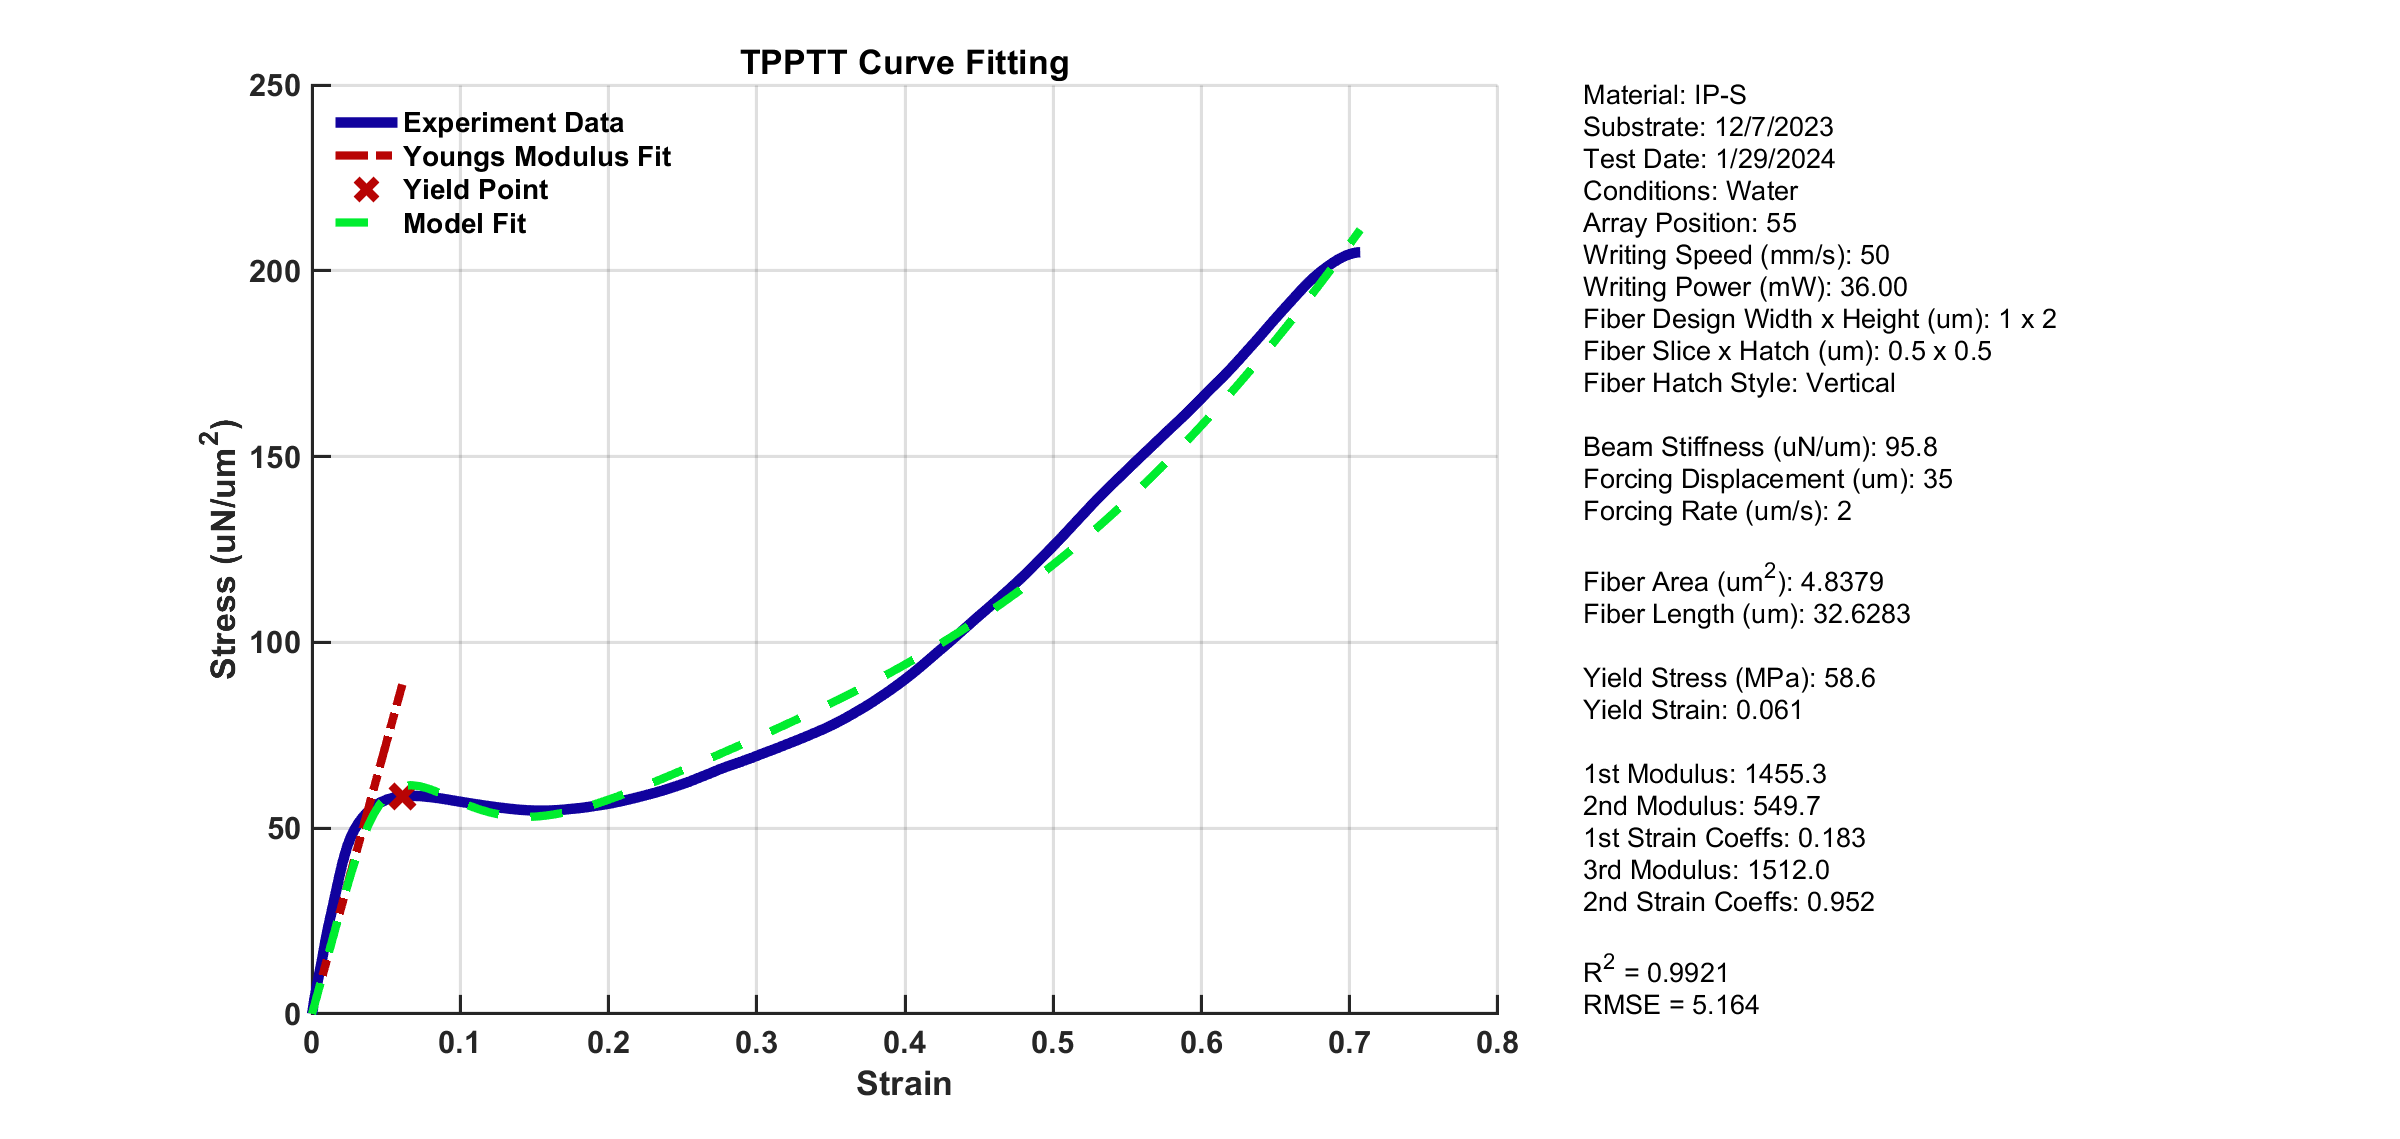 TPPTT Curve Fitting
250
200
150
100
50
0
Stress (uN/um²)
Experiment Data
Youngs Modulus Fit
Yield Point
Model Fit
0 0.1 0.2 0.3 0.4 0.5 0.6 0.7 0.8
Strain
Material: IP-S
Substrate: 12/7/2023
Test Date: 1/29/2024
Conditions: Water
Array Position: 55
Writing Speed (mm/s): 50
Writing Power (mW): 36.00
Fiber Design Width x Height (um): 1 x 2
Fiber Slice x Hatch (um): 0.5 x 0.5
Fiber Hatch Style: Vertical
Beam Stiffness (uN/um): 95.8
Forcing Displacement (um): 35
Forcing Rate (um/s): 2
Fiber Area (um²): 4.8379
Fiber Length (um): 32.6283
Yield Stress (MPa): 58.6
Yield Strain: 0.061
1st Modulus: 1455.3
2nd Modulus: 549.7
1st Strain Coeffs: 0.183
3rd Modulus: 1512.0
2nd Strain Coeffs: 0.952
R² = 0.9921
RMSE = 5.164